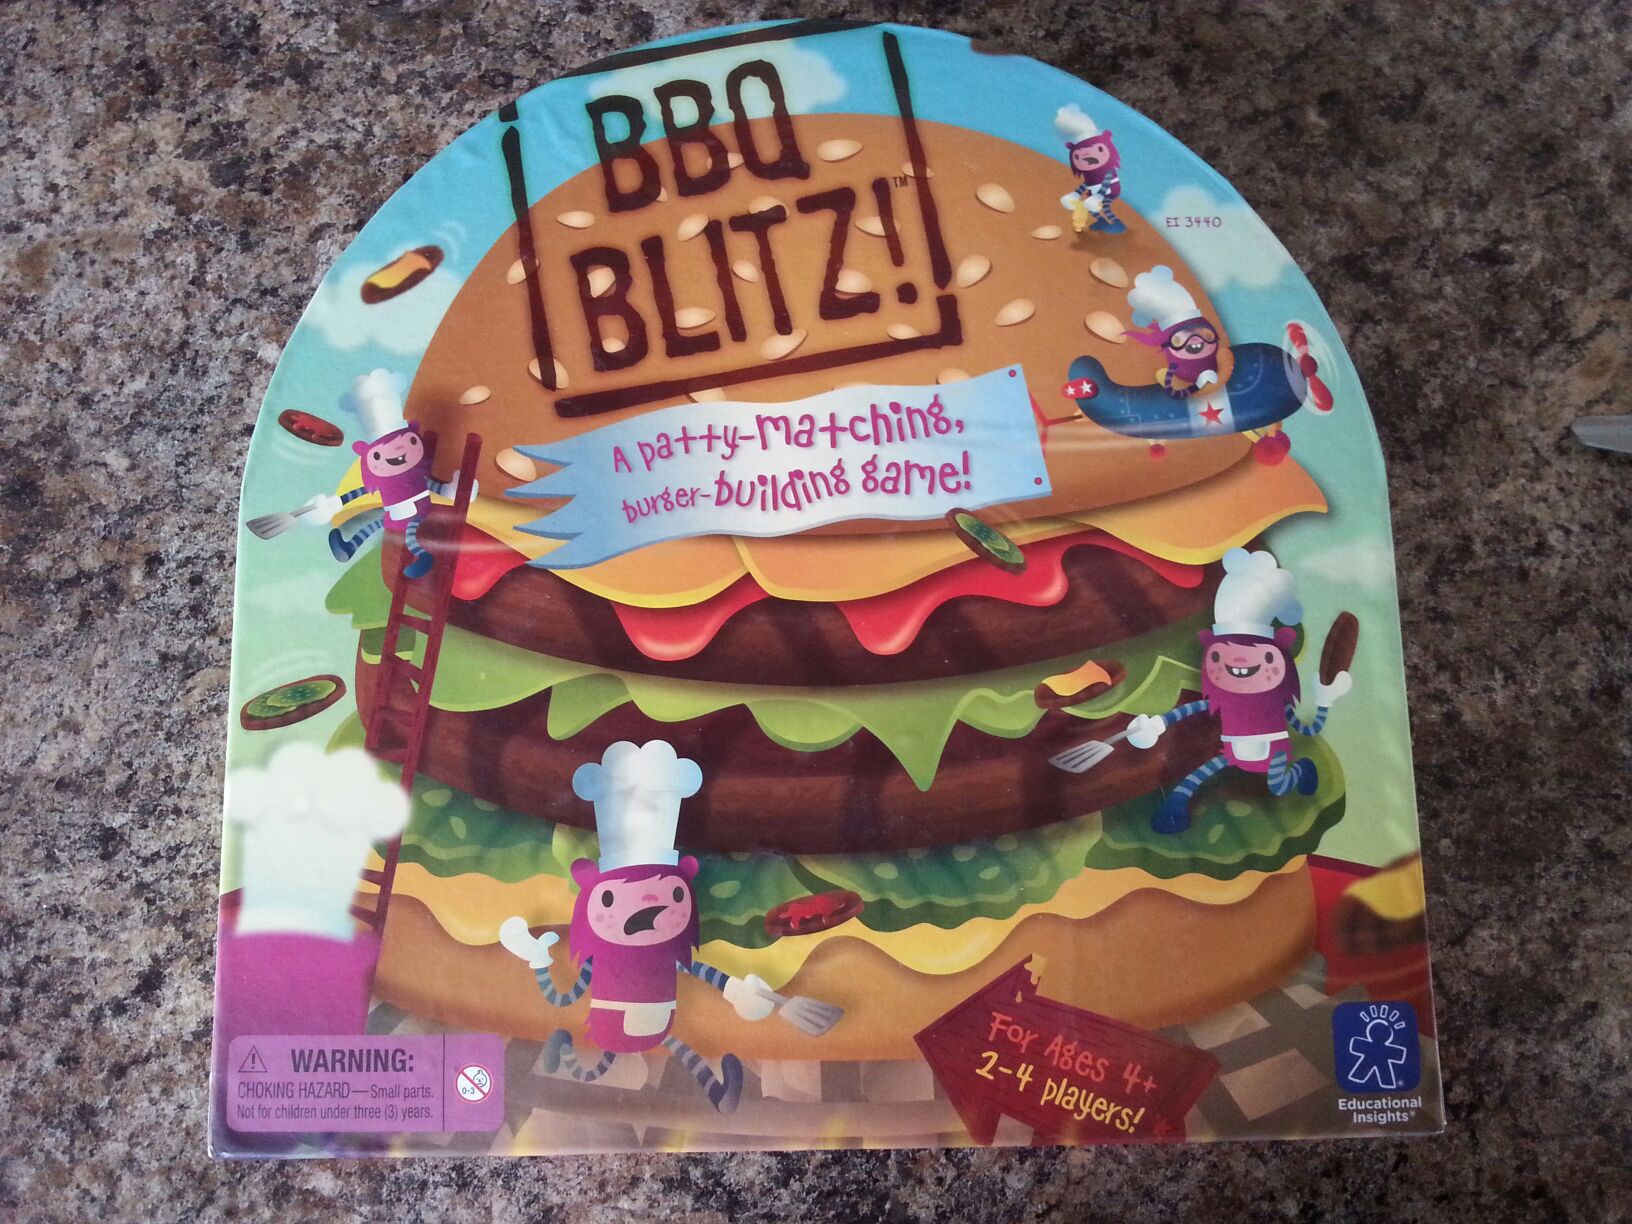 BBQ
BLITZ!™
EI 3440
A patty-matching,
burger-building game!
For Ages 4+
2-4 players!
⚠ WARNING:
CHOKING HAZARD—Small parts.
Not for children under three (3) years.
0-3
Educational
Insights®